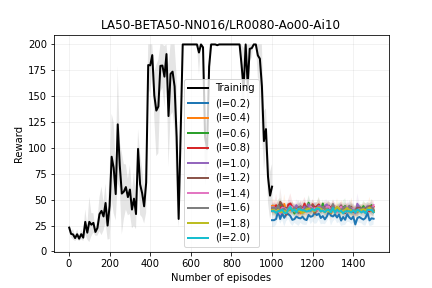 LA50-BETA50-NN016/LR0080-Ao00-Ai10
Reward
200
175
150
125
100
75
50
25
0
Training
(l=0.2)
(l=0.4)
(l=0.6)
(l=0.8)
(l=1.0)
(l=1.2)
(l=1.4)
(l=1.6)
(l=1.8)
(l=2.0)
0 200 400 600 800 1000 1200 1400
Number of episodes